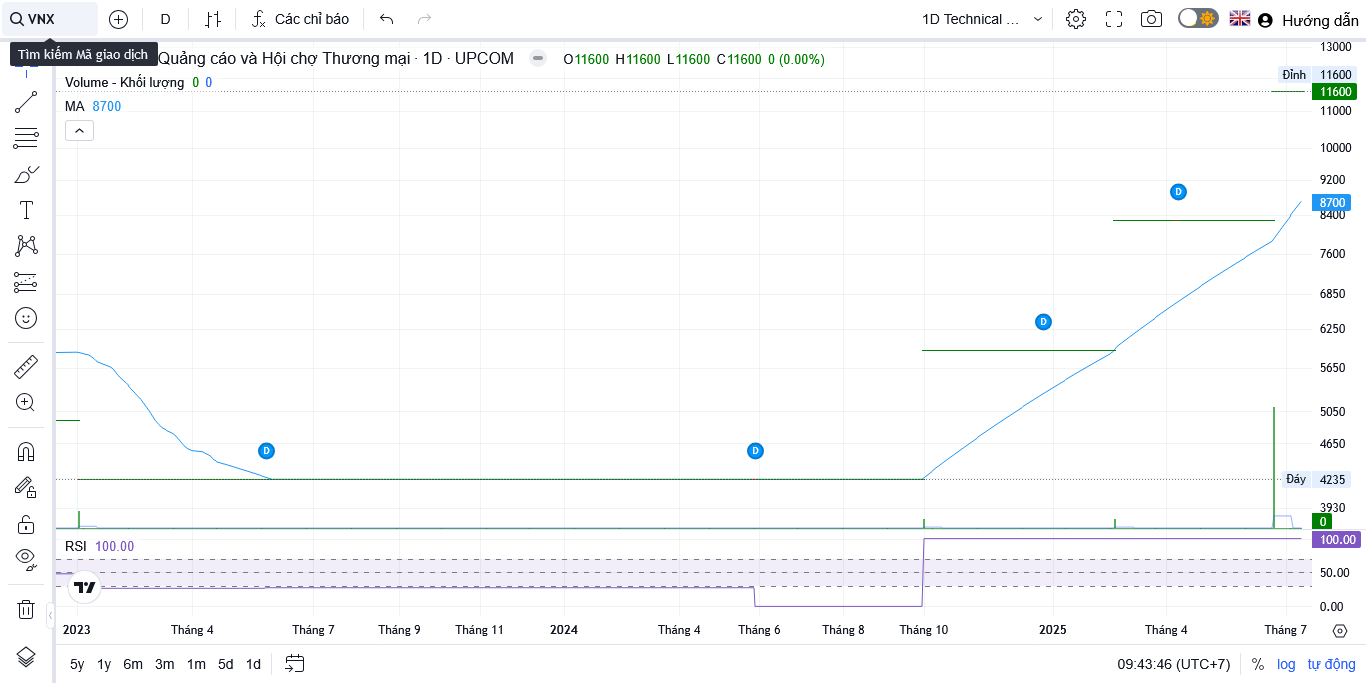 VNX D Các chỉ báo 1D Technical ... Hướng dẫn
Tìm kiếm Mã giao dịch
Quảng cáo và Hội chợ Thương mại · 1D · UPCOM O11600 H11600 L11600 C11600 0 (0.00%)
Volume - Khối lượng 0 0
MA 8700
13000
Đỉnh 11600
11600
11000
10000
9200
8700
8400
7600
6850
6250
5650
5050
4650
Đáy 4235
3930
0
D
D
D
D
RSI 100.00
100.00
50.00
0.00
2023 Tháng 4 Tháng 7 Tháng 9 Tháng 11 2024 Tháng 4 Tháng 6 Tháng 8 Tháng 10 2025 Tháng 4 Tháng 7
5y 1y 6m 3m 1m 5d 1d 09:43:46 (UTC+7) % log tự động